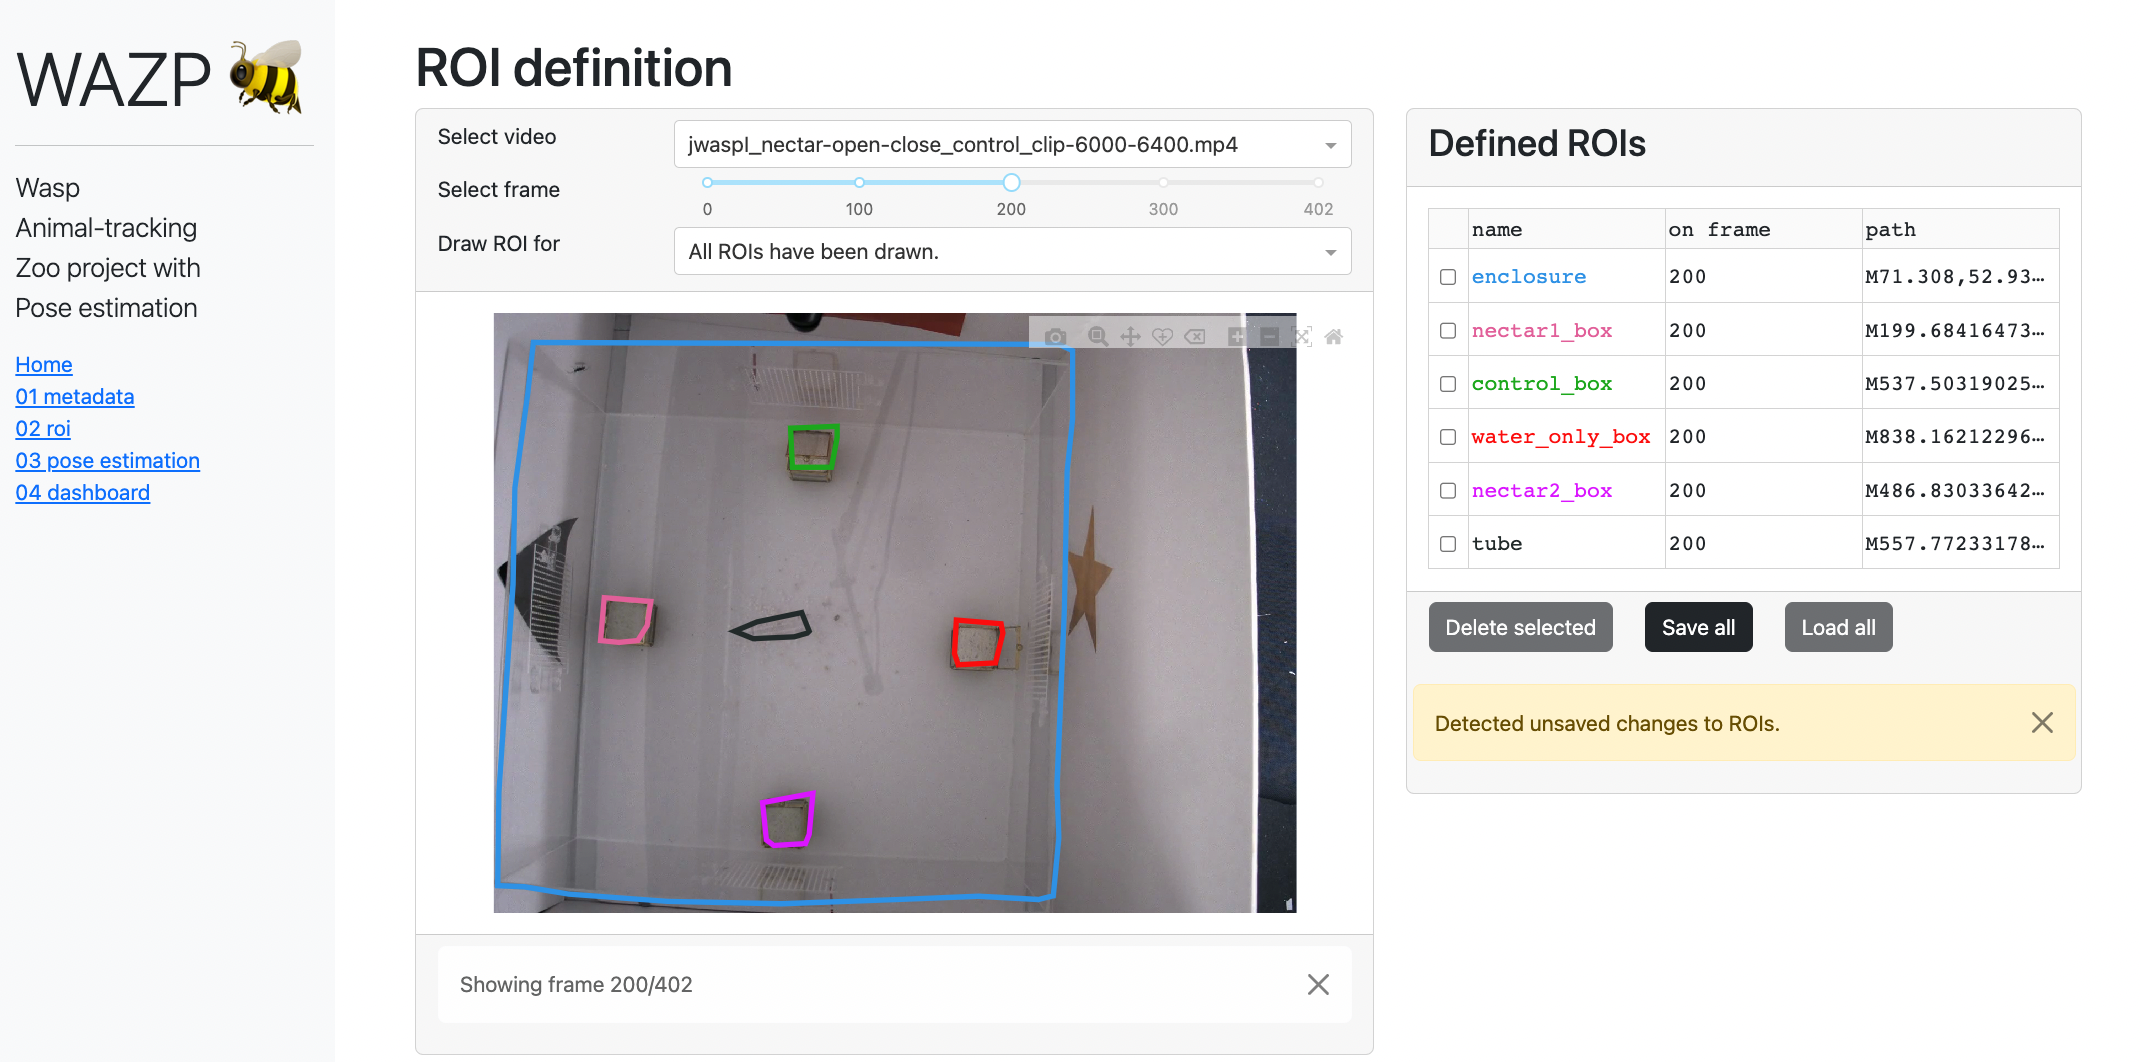 WAZP
Wasp
Animal-tracking
Zoo project with
Pose estimation
Home
01 metadata
02 roi
03 pose estimation
04 dashboard
ROI definition
Select video
jwaspl_nectar-open-close_control_clip-6000-6400.mp4
Select frame
0 100 200 300 402
Draw ROI for
All ROIs have been drawn.
Showing frame 200/402
Defined ROIs
name on frame path
enclosure 200 M71.308,52.93…
nectar1_box 200 M199.68416473…
control_box 200 M537.50319025…
water_only_box 200 M838.16212296…
nectar2_box 200 M486.83033642…
tube 200 M557.77233178…
Delete selected Save all Load all
Detected unsaved changes to ROIs.